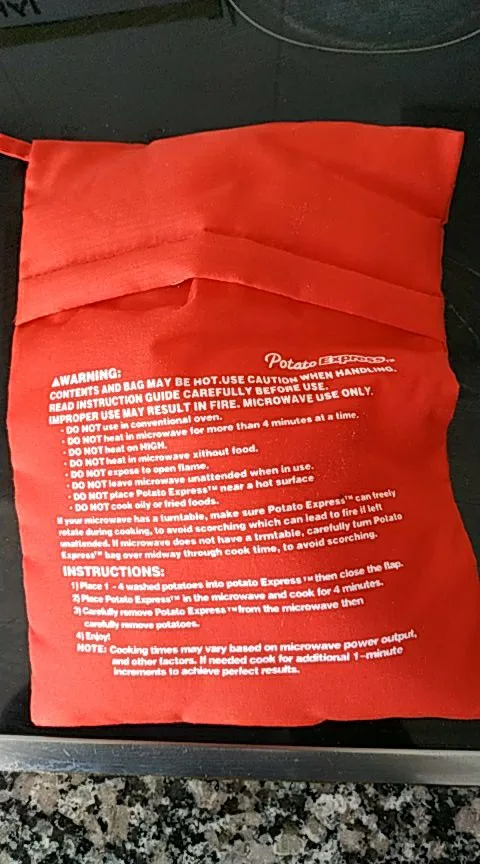 Potato Express™
⚠WARNING:
CONTENTS AND BAG MAY BE HOT.USE CAUTION WHEN HANDLING.
READ INSTRUCTION GUIDE CAREFULLY BEFORE USE.
IMPROPER USE MAY RESULT IN FIRE. MICROWAVE USE ONLY.
· DO NOT use in conventional oven.
· DO NOT heat in microwave for more than 4 minutes at a time.
· DO NOT heat on HIGH.
· DO NOT heat in microwave xithout food.
· DO NOT expose to open flame.
· DO NOT leave microwave unattended when in use.
· DO NOT place Potato Express™ near a hot surface
· DO NOT cook oily or fried foods.
If your microwave has a turntable, make sure Potato Express™ can freely
rotate during cooking, to avoid scorching which can lead to fire if left
unattended. If microwave does not have a trrntable, carefully turn Potato
Express™ bag over midway through cook time, to avoid scorching.
INSTRUCTIONS:
1) Place 1-4 washed potatoes into potato Express™ then close the flap.
2) Place Potato Express™ in the microwave and cook for 4 minutes.
3) Carefully remove Potato Express™ from the microwave then
carefully remove potatoes.
4) Enjoy!
NOTE: Cooking times may vary based on microwave power output,
and other factors. If needed cook for additional 1-minute
increments to achieve perfect results.